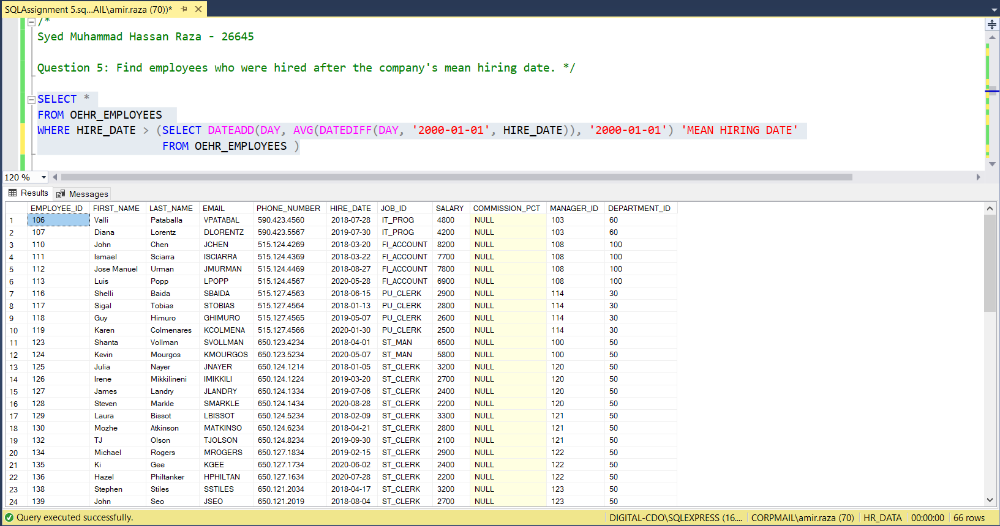 SQLAssignment 5.sq...AIL\amir.raza (70))*
/*
Syed Muhammad Hassan Raza - 26645
Question 5: Find employees who were hired after the company's mean hiring date. */
SELECT *
FROM OEHR_EMPLOYEES
WHERE HIRE_DATE > (SELECT DATEADD(DAY, AVG(DATEDIFF(DAY, '2000-01-01', HIRE_DATE)), '2000-01-01') 'MEAN HIRING DATE'
FROM OEHR_EMPLOYEES )
120 %
Results Messages
EMPLOYEE_ID FIRST_NAME LAST_NAME EMAIL PHONE_NUMBER HIRE_DATE JOB_ID SALARY COMMISSION_PCT MANAGER_ID DEPARTMENT_ID
1 106 Valli Pataballa VPATABAL 590.423.4560 2018-07-28 IT_PROG 4800 NULL 103 60
2 107 Diana Lorentz DLORENTZ 590.423.5567 2019-07-30 IT_PROG 4200 NULL 103 60
3 110 John Chen JCHEN 515.124.4269 2018-03-20 FI_ACCOUNT 8200 NULL 108 100
4 111 Ismael Sciarra ISCIARRA 515.124.4369 2018-03-22 FI_ACCOUNT 7700 NULL 108 100
5 112 Jose Manuel Urman JMURMAN 515.124.4469 2018-08-27 FI_ACCOUNT 7800 NULL 108 100
6 113 Luis Popp LPOPP 515.124.4567 2020-05-28 FI_ACCOUNT 6900 NULL 108 100
7 116 Shelli Baida SBAIDA 515.127.4563 2018-06-15 PU_CLERK 2900 NULL 114 30
8 117 Sigal Tobias STOBIAS 515.127.4564 2018-01-13 PU_CLERK 2800 NULL 114 30
9 118 Guy Himuro GHIMURO 515.127.4565 2019-05-07 PU_CLERK 2600 NULL 114 30
10 119 Karen Colmenares KCOLMENA 515.127.4566 2020-01-30 PU_CLERK 2500 NULL 114 30
11 123 Shanta Vollman SVOLLMAN 650.123.4234 2018-04-01 ST_MAN 6500 NULL 100 50
12 124 Kevin Mourgos KMOURGOS 650.123.5234 2020-05-07 ST_MAN 5800 NULL 100 50
13 125 Julia Nayer JNAYER 650.124.1214 2018-01-05 ST_CLERK 3200 NULL 120 50
14 126 Irene Mikkilineni IMIKKILI 650.124.1224 2019-03-20 ST_CLERK 2700 NULL 120 50
15 127 James Landry JLANDRY 650.124.1334 2019-07-06 ST_CLERK 2400 NULL 120 50
16 128 Steven Markle SMARKLE 650.124.1434 2020-08-28 ST_CLERK 2200 NULL 120 50
17 129 Laura Bissot LBISSOT 650.124.5234 2018-02-09 ST_CLERK 3300 NULL 121 50
18 130 Mozhe Atkinson MATKINSO 650.124.6234 2018-04-21 ST_CLERK 2800 NULL 121 50
19 132 TJ Olson TJOLSON 650.124.8234 2019-09-30 ST_CLERK 2100 NULL 121 50
20 134 Michael Rogers MROGERS 650.127.1834 2019-02-15 ST_CLERK 2900 NULL 122 50
21 135 Ki Gee KGEE 650.127.1734 2020-06-02 ST_CLERK 2400 NULL 122 50
22 136 Hazel Philtanker HPHILTAN 650.127.1634 2020-07-28 ST_CLERK 2200 NULL 122 50
23 138 Stephen Stiles SSTILES 650.121.2034 2018-04-17 ST_CLERK 3200 NULL 123 50
24 139 John Seo JSEO 650.121.2019 2018-08-04 ST_CLERK 2700 NULL 123 50
Query executed successfully. DIGITAL-CDO\SQLEXPRESS (16.... CORPMAIL\amir.raza (70) HR_DATA 00:00:00 66 rows